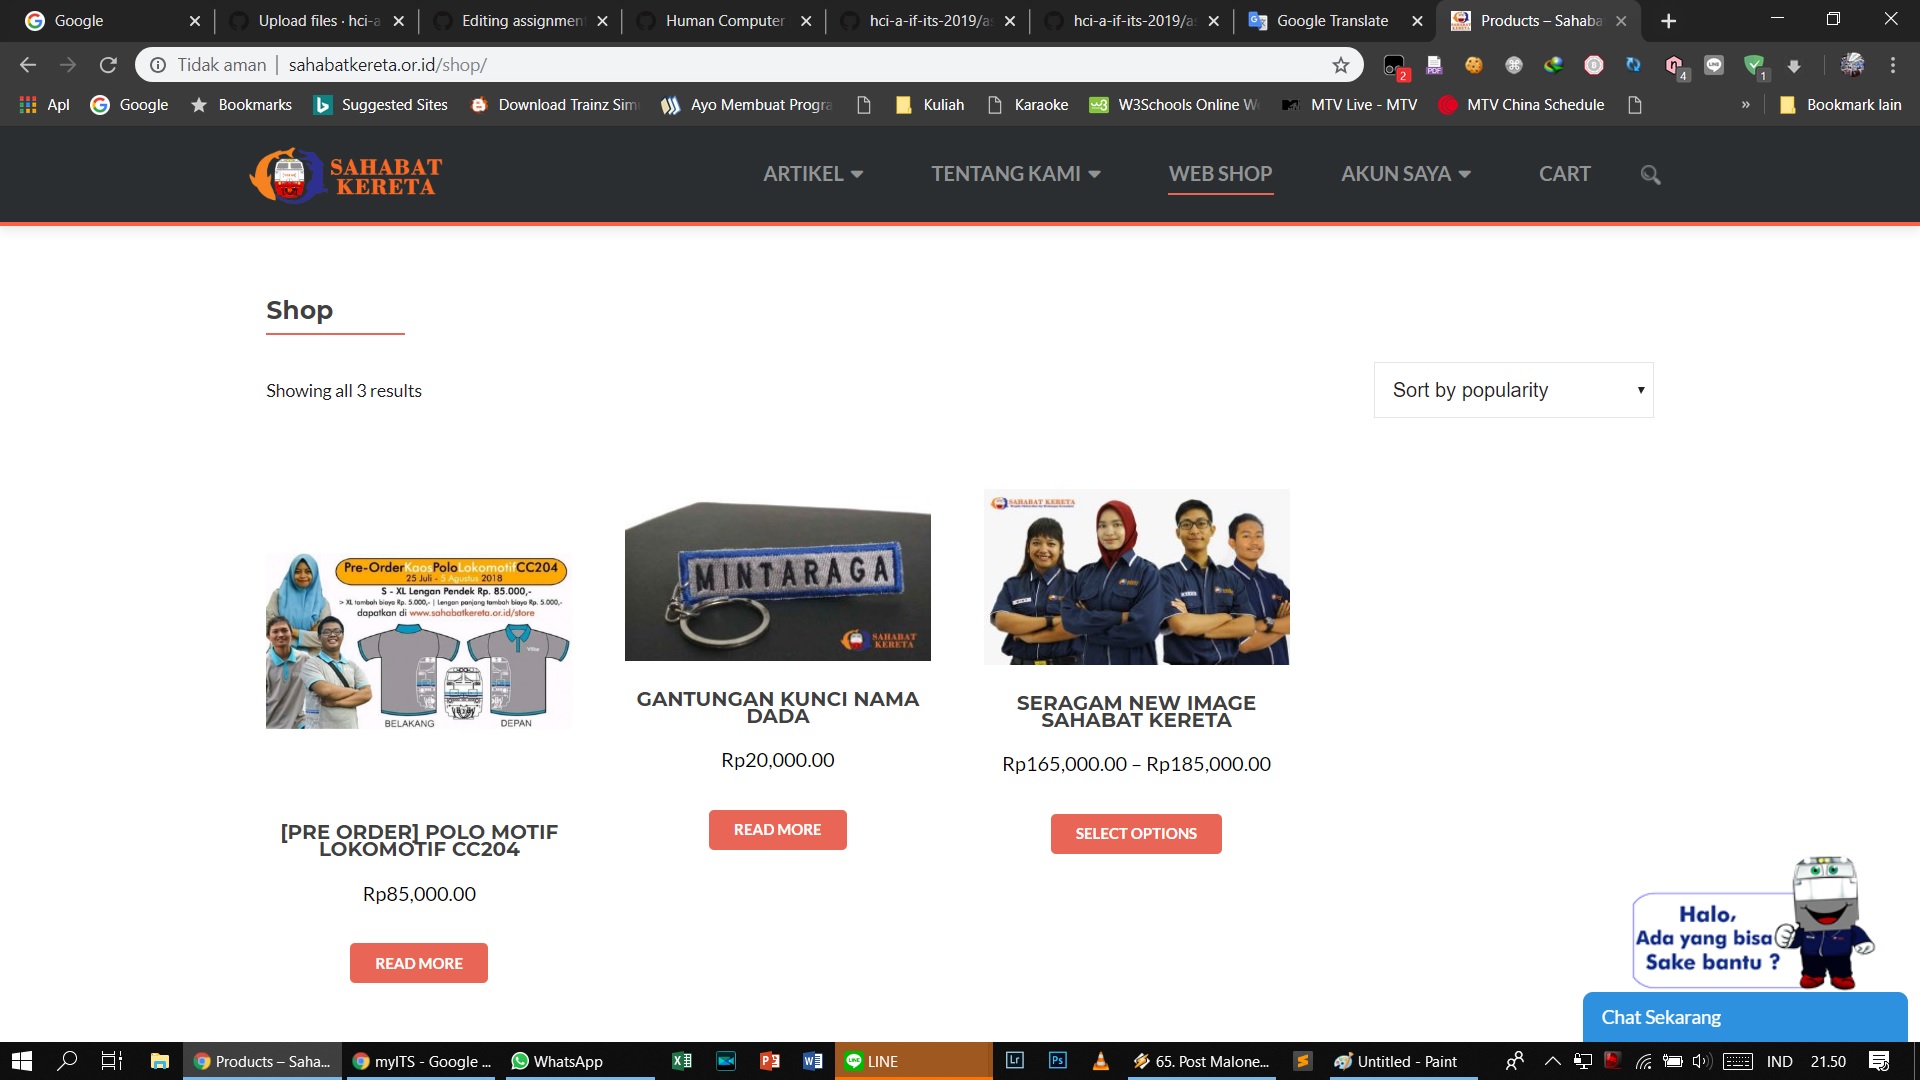 Google
Upload files · hci-a
Editing assignmen
Human Computer
hci-a-if-its-2019/as
hci-a-if-its-2019/as
Google Translate
Products – Sahaba
Tidak aman | sahabatkereta.or.id/shop/
2
PDF
4
1
Apl
Google
Bookmarks
Suggested Sites
Download Trainz Sim
Ayo Membuat Progra
Kuliah
Karaoke
W3Schools Online W
MTV Live - MTV
MTV China Schedule
»
Bookmark lain
SAHABAT
KERETA
ARTIKEL
TENTANG KAMI
WEB SHOP
AKUN SAYA
CART
Shop
Showing all 3 results
Sort by popularity
Pre-Order Kaos Polo Lokomotif CC204
25 Juli - 5 Agustus 2018
S - XL Lengan Pendek Rp. 85.000,-
> XL tambah biaya Rp. 5.000,- | Lengan panjang tambah biaya Rp. 5.000,-
dapatkan di www.sahabatkereta.or.id/store
BELAKANG
DEPAN
[PRE ORDER] POLO MOTIF
LOKOMOTIF CC204
Rp85,000.00
READ MORE
MINTARAGA
SAHABAT
KERETA
GANTUNGAN KUNCI NAMA
DADA
Rp20,000.00
READ MORE
SAHABAT KERETA
SERAGAM NEW IMAGE
SAHABAT KERETA
Rp165,000.00 – Rp185,000.00
SELECT OPTIONS
Halo,
Ada yang bisa
Sake bantu ?
Chat Sekarang
Products – Saha...
myITS - Google ...
WhatsApp
LINE
Lr
Ps
65. Post Malone...
Untitled - Paint
IND
21.50